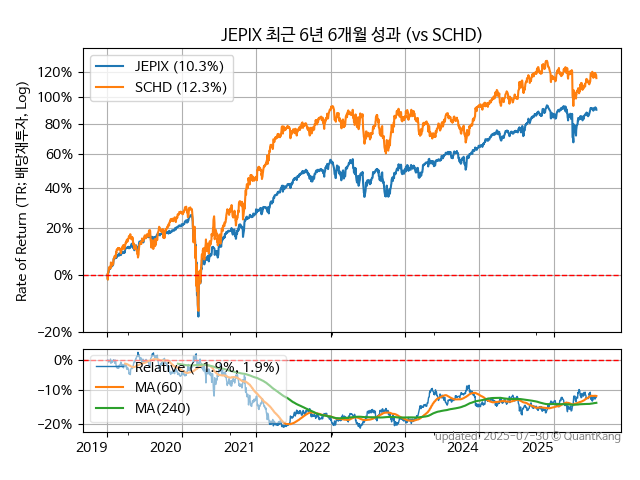 JEPIX 최근 6년 6개월 성과 (vs SCHD)
Rate of Return (TR: 배당재투자, Log)
120%
100%
80%
60%
40%
20%
0%
−20%
JEPIX (10.3%)
SCHD (12.3%)
0%
−10%
−20%
Relative (−1.9%, 1.9%)
MA(60)
MA(240)
2019 2020 2021 2022 2023 2024 2025
updated: 2025-07-30 © QuantKang